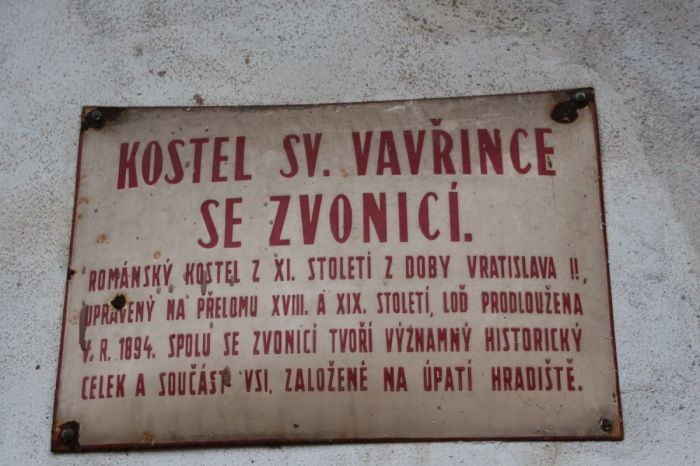 KOSTEL SV. VAVŘINCE
SE ZVONICÍ.
ROMÁNSKÝ KOSTEL Z XI. STOLETÍ Z DOBY VRATISLAVA II.,
UPRAVENÝ NA PŘELOMU XVIII. A XIX. STOLETÍ, LOĎ PRODLOUŽENA
V. R. 1894. SPOLU SE ZVONICÍ TVOŘÍ VÝZNAMNÝ HISTORICKÝ
CELEK A SOUČÁST VSI, ZALOŽENÉ NA ÚPATÍ HRADIŠTĚ.